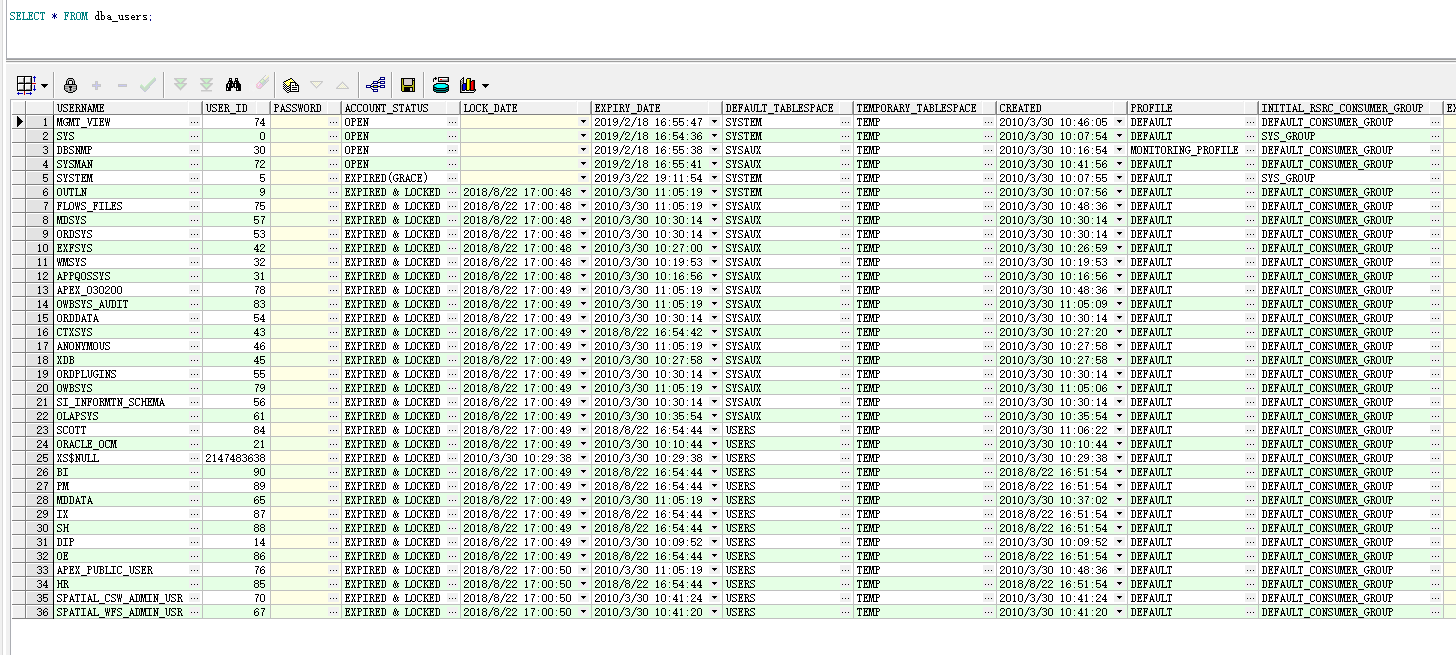 SELECT * FROM dba_users;
USERNAME USER_ID PASSWORD ACCOUNT_STATUS LOCK_DATE EXPIRY_DATE DEFAULT_TABLESPACE TEMPORARY_TABLESPACE CREATED PROFILE INITIAL_RSRC_CONSUMER_GROUP EX
1 MGMT_VIEW 74 OPEN 2019/2/18 16:55:47 SYSTEM TEMP 2010/3/30 10:46:05 DEFAULT DEFAULT_CONSUMER_GROUP
2 SYS 0 OPEN 2019/2/18 16:54:36 SYSTEM TEMP 2010/3/30 10:07:54 DEFAULT SYS_GROUP
3 DBSNMP 30 OPEN 2019/2/18 16:55:38 SYSAUX TEMP 2010/3/30 10:16:54 MONITORING_PROFILE DEFAULT_CONSUMER_GROUP
4 SYSMAN 72 OPEN 2019/2/18 16:55:41 SYSAUX TEMP 2010/3/30 10:41:56 DEFAULT DEFAULT_CONSUMER_GROUP
5 SYSTEM 5 EXPIRED(GRACE) 2019/3/22 19:11:54 SYSTEM TEMP 2010/3/30 10:07:55 DEFAULT SYS_GROUP
6 OUTLN 9 EXPIRED & LOCKED 2018/8/22 17:00:48 2010/3/30 11:05:19 SYSTEM TEMP 2010/3/30 10:07:56 DEFAULT DEFAULT_CONSUMER_GROUP
7 FLOWS_FILES 75 EXPIRED & LOCKED 2018/8/22 17:00:48 2010/3/30 11:05:19 SYSAUX TEMP 2010/3/30 10:48:36 DEFAULT DEFAULT_CONSUMER_GROUP
8 MDSYS 57 EXPIRED & LOCKED 2018/8/22 17:00:48 2010/3/30 10:30:14 SYSAUX TEMP 2010/3/30 10:30:14 DEFAULT DEFAULT_CONSUMER_GROUP
9 ORDSYS 53 EXPIRED & LOCKED 2018/8/22 17:00:48 2010/3/30 10:30:14 SYSAUX TEMP 2010/3/30 10:30:14 DEFAULT DEFAULT_CONSUMER_GROUP
10 EXFSYS 42 EXPIRED & LOCKED 2018/8/22 17:00:48 2010/3/30 10:27:00 SYSAUX TEMP 2010/3/30 10:26:59 DEFAULT DEFAULT_CONSUMER_GROUP
11 WMSYS 32 EXPIRED & LOCKED 2018/8/22 17:00:48 2010/3/30 10:19:53 SYSAUX TEMP 2010/3/30 10:19:53 DEFAULT DEFAULT_CONSUMER_GROUP
12 APPQOSSYS 31 EXPIRED & LOCKED 2018/8/22 17:00:48 2010/3/30 10:16:56 SYSAUX TEMP 2010/3/30 10:16:56 DEFAULT DEFAULT_CONSUMER_GROUP
13 APEX_030200 78 EXPIRED & LOCKED 2018/8/22 17:00:49 2010/3/30 11:05:19 SYSAUX TEMP 2010/3/30 10:48:36 DEFAULT DEFAULT_CONSUMER_GROUP
14 OWBSYS_AUDIT 83 EXPIRED & LOCKED 2018/8/22 17:00:49 2010/3/30 11:05:19 SYSAUX TEMP 2010/3/30 11:05:09 DEFAULT DEFAULT_CONSUMER_GROUP
15 ORDDATA 54 EXPIRED & LOCKED 2018/8/22 17:00:49 2010/3/30 10:30:14 SYSAUX TEMP 2010/3/30 10:30:14 DEFAULT DEFAULT_CONSUMER_GROUP
16 CTXSYS 43 EXPIRED & LOCKED 2018/8/22 17:00:49 2018/8/22 16:54:42 SYSAUX TEMP 2010/3/30 10:27:20 DEFAULT DEFAULT_CONSUMER_GROUP
17 ANONYMOUS 46 EXPIRED & LOCKED 2018/8/22 17:00:49 2010/3/30 11:05:19 SYSAUX TEMP 2010/3/30 10:27:58 DEFAULT DEFAULT_CONSUMER_GROUP
18 XDB 45 EXPIRED & LOCKED 2018/8/22 17:00:49 2010/3/30 10:27:58 SYSAUX TEMP 2010/3/30 10:27:58 DEFAULT DEFAULT_CONSUMER_GROUP
19 ORDPLUGINS 55 EXPIRED & LOCKED 2018/8/22 17:00:49 2010/3/30 10:30:14 SYSAUX TEMP 2010/3/30 10:30:14 DEFAULT DEFAULT_CONSUMER_GROUP
20 OWBSYS 79 EXPIRED & LOCKED 2018/8/22 17:00:49 2010/3/30 11:05:19 SYSAUX TEMP 2010/3/30 11:05:06 DEFAULT DEFAULT_CONSUMER_GROUP
21 SI_INFORMTN_SCHEMA 56 EXPIRED & LOCKED 2018/8/22 17:00:49 2010/3/30 10:30:14 SYSAUX TEMP 2010/3/30 10:30:14 DEFAULT DEFAULT_CONSUMER_GROUP
22 OLAPSYS 61 EXPIRED & LOCKED 2018/8/22 17:00:49 2010/3/30 10:35:54 SYSAUX TEMP 2010/3/30 10:35:54 DEFAULT DEFAULT_CONSUMER_GROUP
23 SCOTT 84 EXPIRED & LOCKED 2018/8/22 17:00:49 2018/8/22 16:54:44 USERS TEMP 2010/3/30 11:06:22 DEFAULT DEFAULT_CONSUMER_GROUP
24 ORACLE_OCM 21 EXPIRED & LOCKED 2018/8/22 17:00:49 2010/3/30 10:10:44 USERS TEMP 2010/3/30 10:10:44 DEFAULT DEFAULT_CONSUMER_GROUP
25 XS$NULL 2147483638 EXPIRED & LOCKED 2010/3/30 10:29:38 2010/3/30 10:29:38 USERS TEMP 2010/3/30 10:29:38 DEFAULT DEFAULT_CONSUMER_GROUP
26 BI 90 EXPIRED & LOCKED 2018/8/22 17:00:49 2018/8/22 16:54:44 USERS TEMP 2018/8/22 16:51:54 DEFAULT DEFAULT_CONSUMER_GROUP
27 PM 89 EXPIRED & LOCKED 2018/8/22 17:00:49 2018/8/22 16:54:44 USERS TEMP 2018/8/22 16:51:54 DEFAULT DEFAULT_CONSUMER_GROUP
28 MDDATA 65 EXPIRED & LOCKED 2018/8/22 17:00:49 2010/3/30 11:05:19 USERS TEMP 2010/3/30 10:37:02 DEFAULT DEFAULT_CONSUMER_GROUP
29 IX 87 EXPIRED & LOCKED 2018/8/22 17:00:49 2018/8/22 16:54:44 USERS TEMP 2018/8/22 16:51:54 DEFAULT DEFAULT_CONSUMER_GROUP
30 SH 88 EXPIRED & LOCKED 2018/8/22 17:00:49 2018/8/22 16:54:44 USERS TEMP 2018/8/22 16:51:54 DEFAULT DEFAULT_CONSUMER_GROUP
31 DIP 14 EXPIRED & LOCKED 2018/8/22 17:00:49 2010/3/30 10:09:52 USERS TEMP 2010/3/30 10:09:52 DEFAULT DEFAULT_CONSUMER_GROUP
32 OE 86 EXPIRED & LOCKED 2018/8/22 17:00:49 2018/8/22 16:54:44 USERS TEMP 2018/8/22 16:51:54 DEFAULT DEFAULT_CONSUMER_GROUP
33 APEX_PUBLIC_USER 76 EXPIRED & LOCKED 2018/8/22 17:00:50 2010/3/30 11:05:19 USERS TEMP 2010/3/30 10:48:36 DEFAULT DEFAULT_CONSUMER_GROUP
34 HR 85 EXPIRED & LOCKED 2018/8/22 17:00:50 2018/8/22 16:54:44 USERS TEMP 2018/8/22 16:51:54 DEFAULT DEFAULT_CONSUMER_GROUP
35 SPATIAL_CSW_ADMIN_USR 70 EXPIRED & LOCKED 2018/8/22 17:00:50 2010/3/30 10:41:24 USERS TEMP 2010/3/30 10:41:24 DEFAULT DEFAULT_CONSUMER_GROUP
36 SPATIAL_WFS_ADMIN_USR 67 EXPIRED & LOCKED 2018/8/22 17:00:50 2010/3/30 10:41:20 USERS TEMP 2010/3/30 10:41:20 DEFAULT DEFAULT_CONSUMER_GROUP